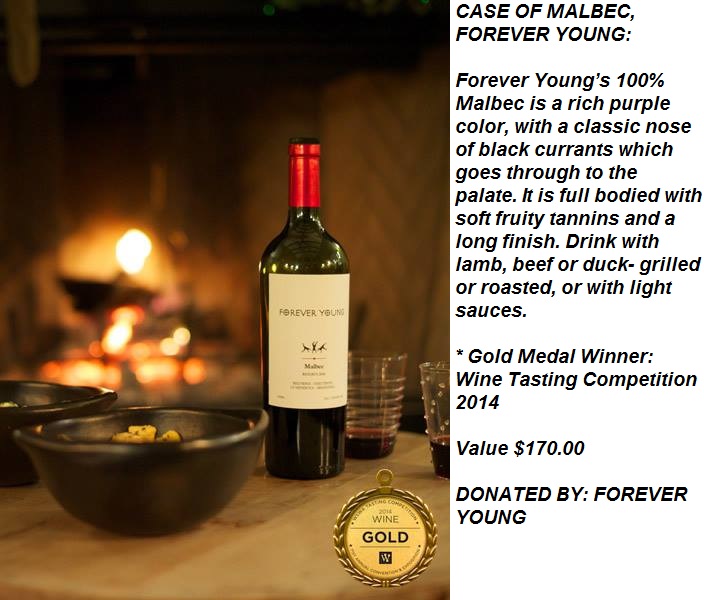 CASE OF MALBEC,
FOREVER YOUNG:
Forever Young’s 100%
Malbec is a rich purple
color, with a classic nose
of black currants which
goes through to the
palate. It is full bodied with
soft fruity tannins and a
long finish. Drink with
lamb, beef or duck- grilled
or roasted, or with light
sauces.
* Gold Medal Winner:
Wine Tasting Competition
2014
Value $170.00
DONATED BY: FOREVER
YOUNG
FOREVER YOUNG
Malbec
WINE TASTING COMPETITION
2014
WINE
GOLD
W
ANNUAL CONVENTION & EXPOSITION